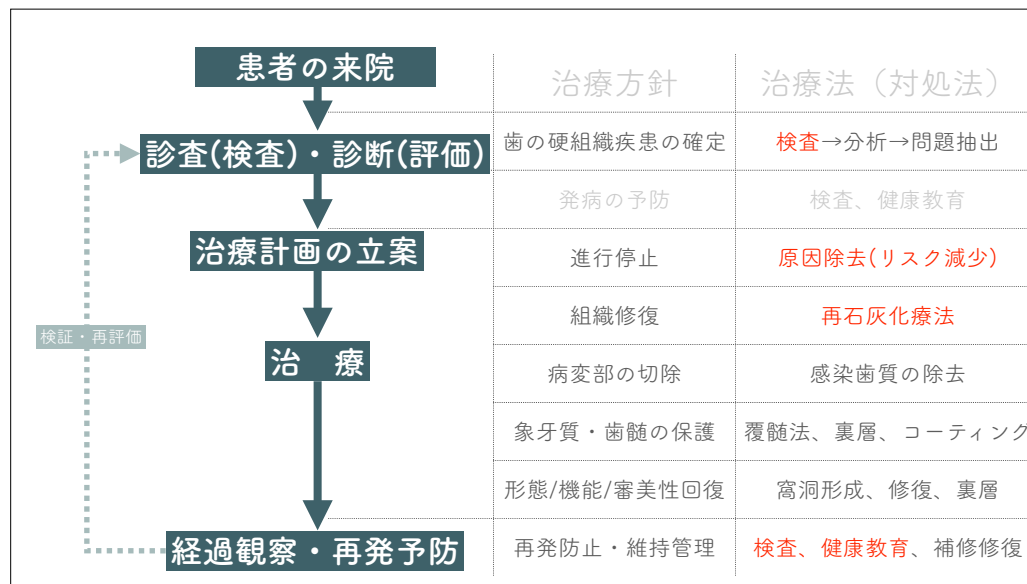 患者の来院
治療方針 治療法（対処法）
診査(検査)・診断(評価) 歯の硬組織疾患の確定 検査→分析→問題抽出
発病の予防 検査、健康教育
治療計画の立案 進行停止 原因除去(リスク減少)
組織修復 再石灰化療法
検証・再評価
治　療 病変部の切除 感染歯質の除去
象牙質・歯髄の保護 覆髄法、裏層、コーティング
形態/機能/審美性回復 窩洞形成、修復、裏層
経過観察・再発予防 再発防止・維持管理 検査、健康教育、補修修復